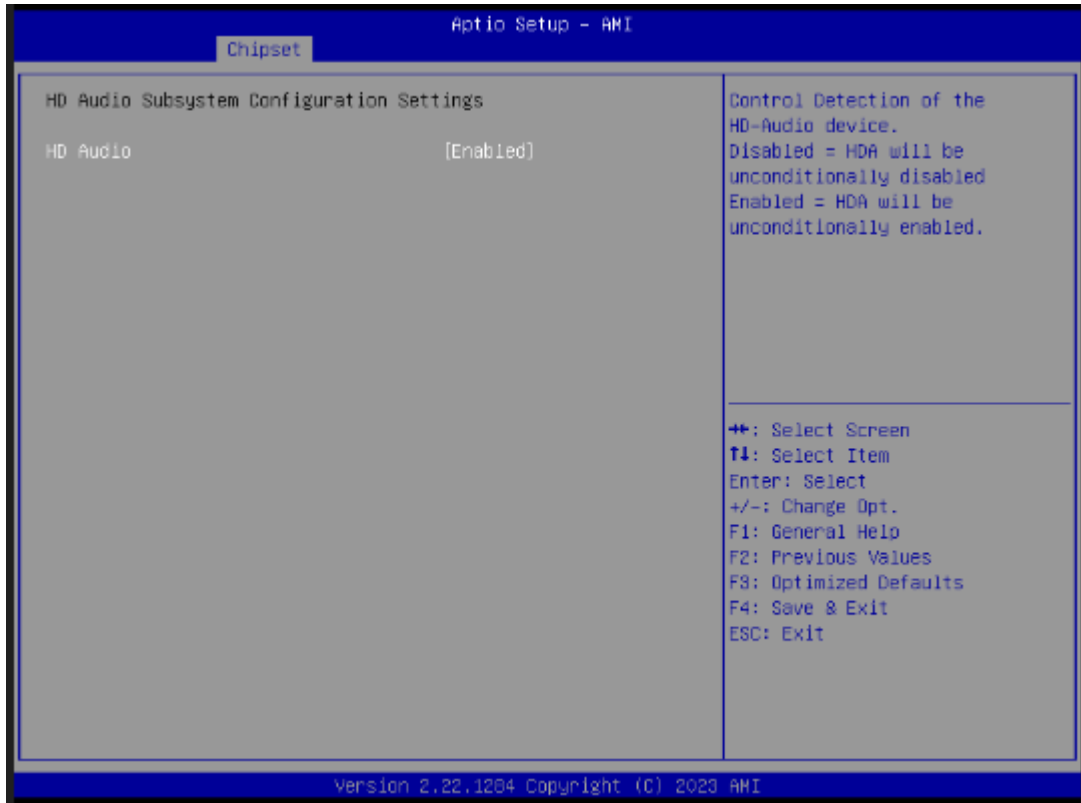 Aptio Setup – AMI
Chipset
HD Audio Subsystem Configuration Settings
HD Audio [Enabled]
Control Detection of the
HD-Audio device.
Disabled = HDA will be
unconditionally disabled
Enabled = HDA will be
unconditionally enabled.
→←: Select Screen
↑↓: Select Item
Enter: Select
+/-: Change Opt.
F1: General Help
F2: Previous Values
F3: Optimized Defaults
F4: Save & Exit
ESC: Exit
Version 2.22.1284 Copyright (C) 2023 AMI